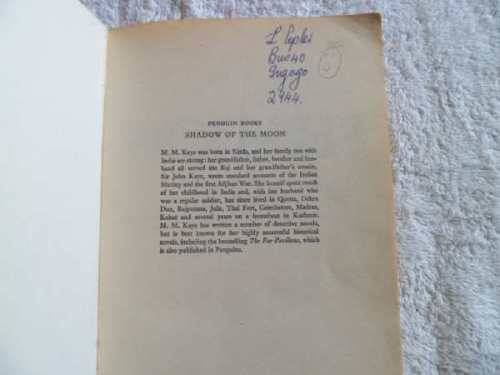 L
40
Ingogo
2944.
PENGUIN BOOKS
SHADOW OF THE MOON
M. M. Kaye was born in Simla, and her family ties with
India are strong: her grandfather, father, brother and hus-
band all served the Raj and her grandfather's cousin,
Sir John Kaye, wrote standard accounts of the Indian
Mutiny and the first Afghan War. She herself spent much
of her childhood in India and, with her husband who
was a regular soldier, has since lived in Quetta, Dehra
Dun, Rajputana, Thal Fort, Coimbatore, Madras,
Kabul and several years on a houseboat in Kashmir.
M. M. Kaye has written a number of detective novels,
but is best known for her highly successful historical
novels, including the bestselling The Far Pavilions, which
is also published in Penguins.